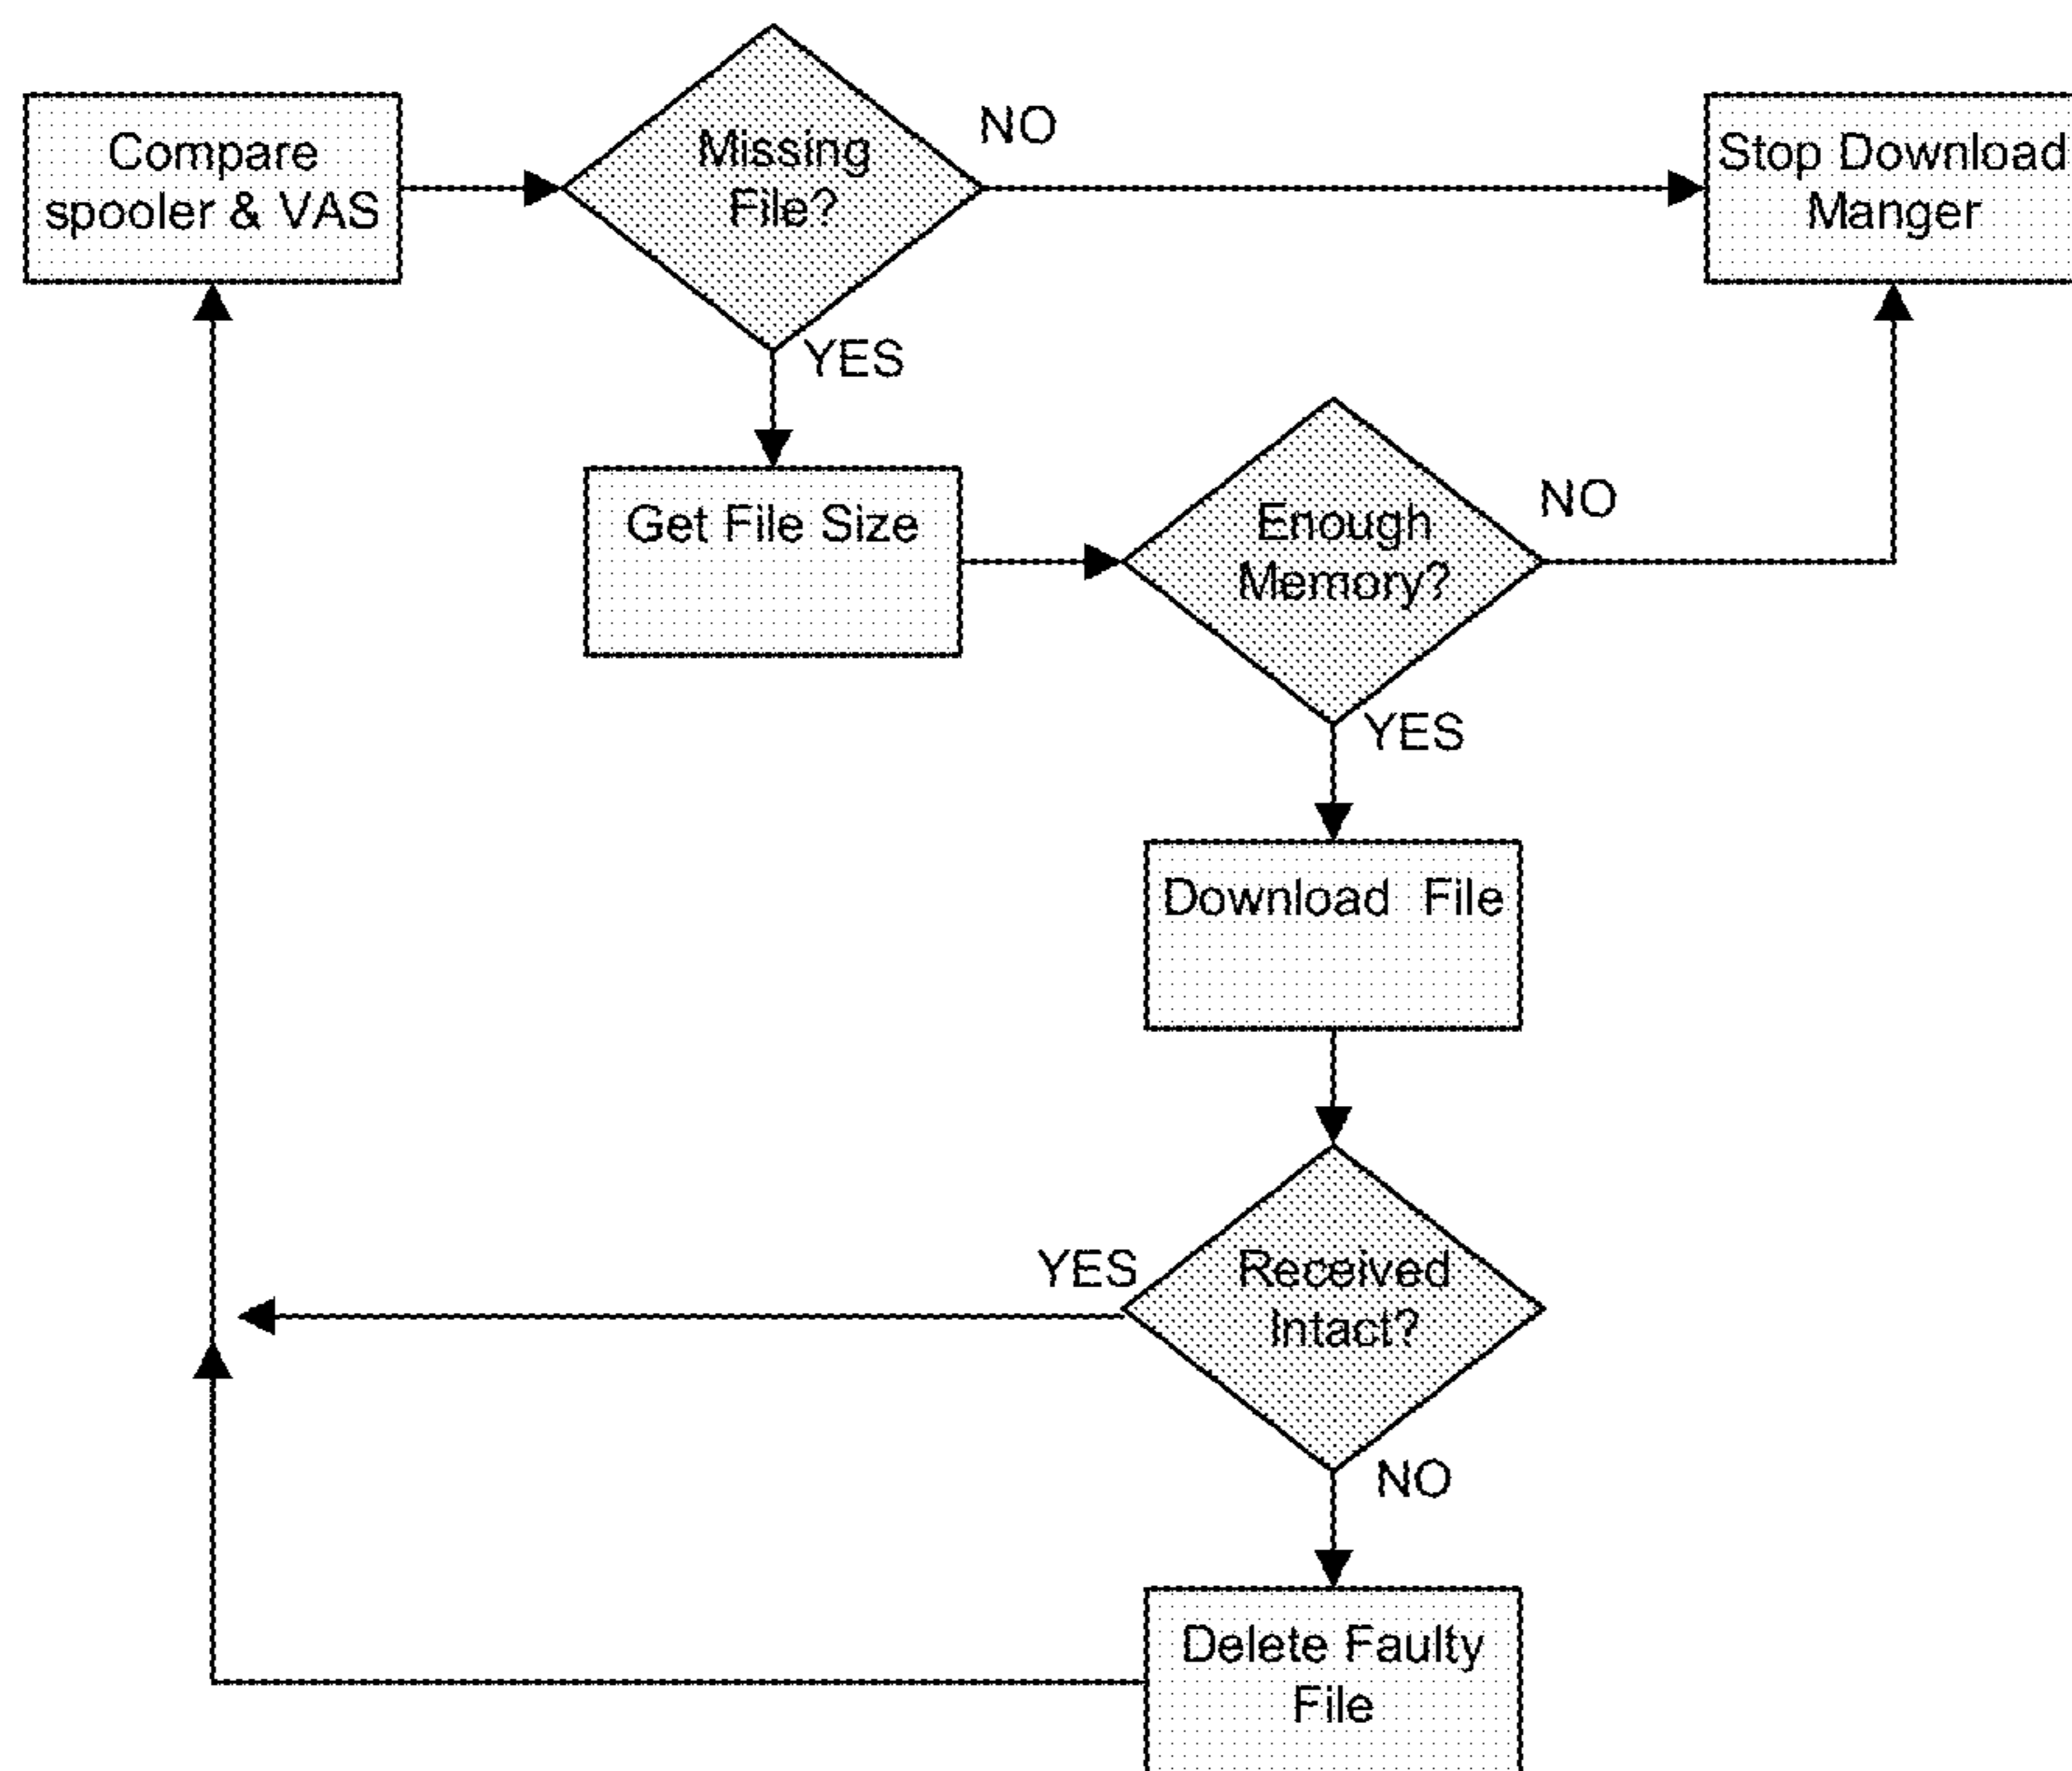 Compare
spooler & VAS
Missing
File?
NO
Stop Download
Manger
YES
Get File Size
Enough
Memory?
NO
YES
Download File
Received
Intact?
YES
NO
Delete Faulty
File